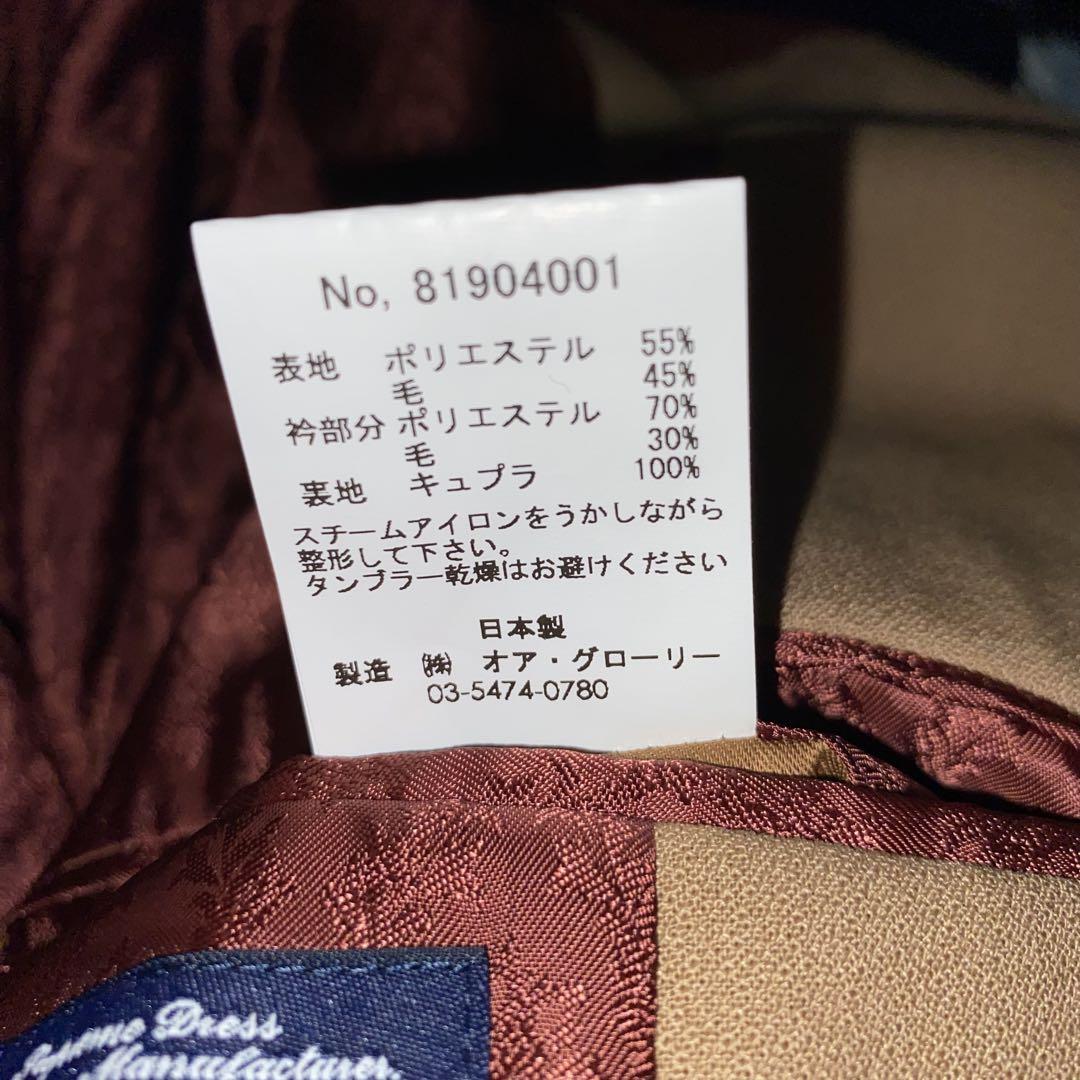 No, 81904001
表地 ポリエステル 55%
毛 45%
衿部分 ポリエステル 70%
毛 30%
裏地 キュプラ 100%
スチームアイロンをうかしながら
整形して下さい。
タンブラー乾燥はお避けください
日本製
製造 ㈱ オア・グローリー
03-5474-0780
Dress
Manufacturer.